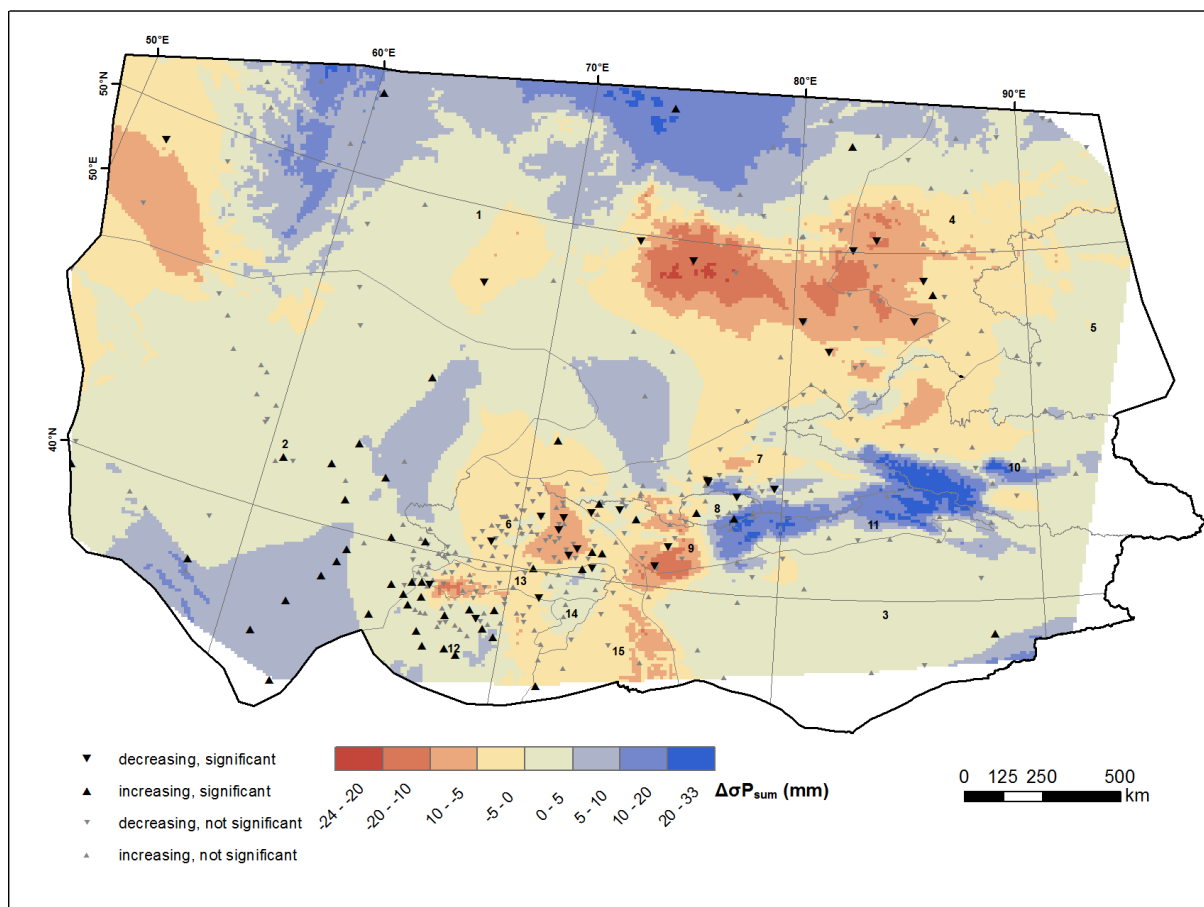 50°E
60°E
70°E
80°E
90°E
50°N
50°E
40°N
1
4
5
2
7
10
8
11
6
9
13
14
3
12
15
decreasing, significant
increasing, significant
decreasing, not significant
increasing, not significant
-24 - -20
-20 - -10
10 - -5
-5 - 0
0 - 5
5 - 10
10 - 20
20 - 33
ΔσPsum (mm)
0 125 250 500
km